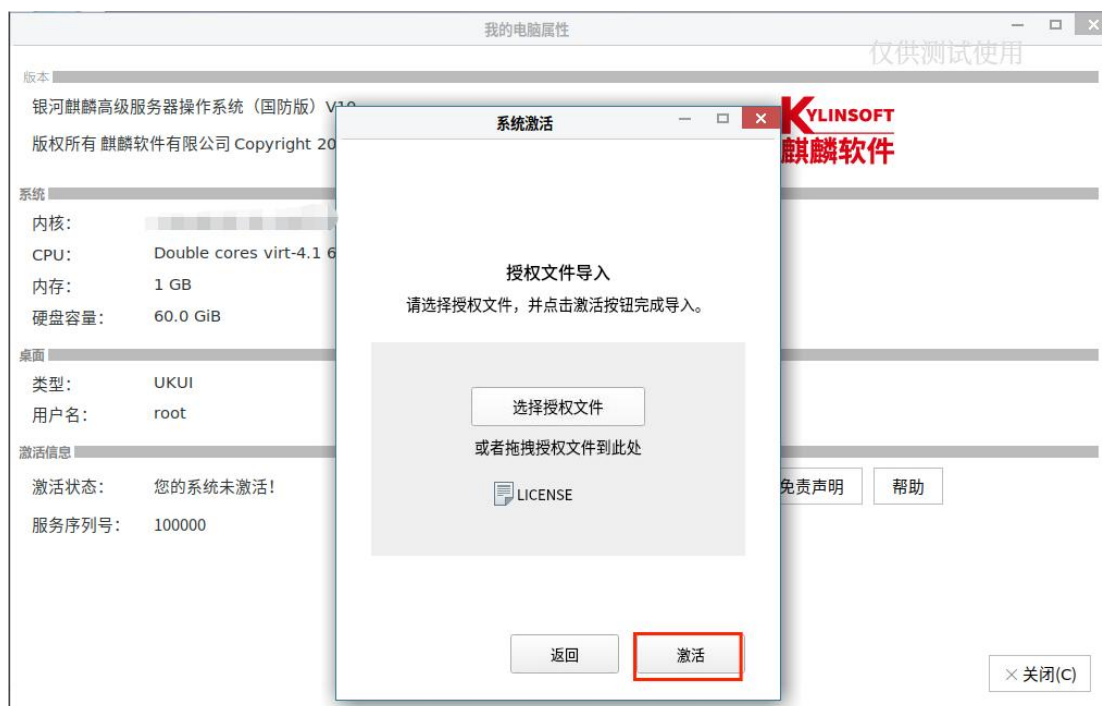 我的电脑属性
仅供测试使用
版本
银河麒麟高级服务器操作系统（国防版）
版权所有 麒麟软件有限公司 Copyright 20
KYLINSOFT
麒麟软件
系统
内核：
CPU： Double cores virt-4.1 6
内存： 1 GB
硬盘容量： 60.0 GiB
桌面
类型： UKUI
用户名： root
激活信息
激活状态： 您的系统未激活！
服务序列号： 100000
免责声明
帮助
关闭(C)
系统激活
授权文件导入
请选择授权文件，并点击激活按钮完成导入。
选择授权文件
或者拖拽授权文件到此处
LICENSE
返回
激活